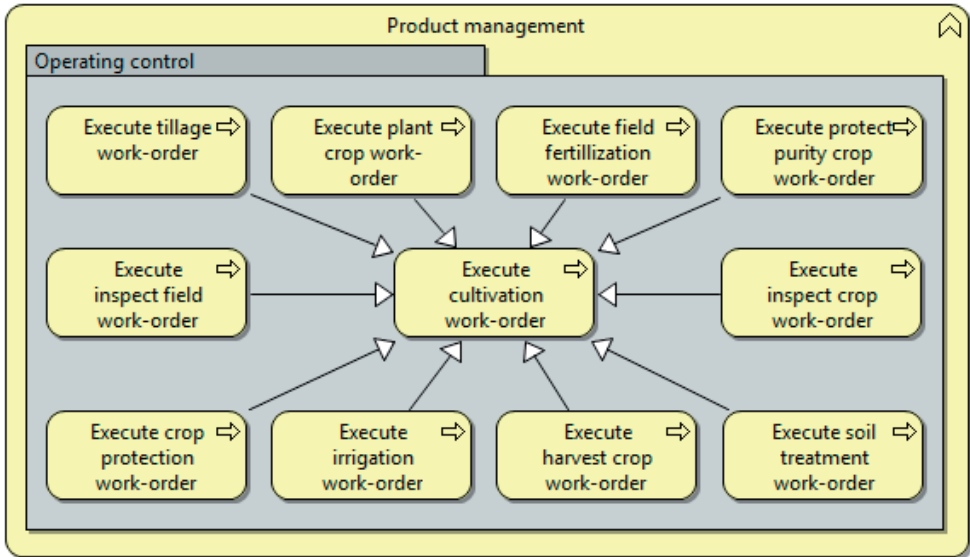 Product management
Operating control
Execute tillage
work-order
Execute plant
crop work-
order
Execute field
fertillization
work-order
Execute protect
purity crop
work-order
Execute
inspect field
work-order
Execute
cultivation
work-order
Execute
inspect crop
work-order
Execute crop
protection
work-order
Execute
irrigation
work-order
Execute
harvest crop
work-order
Execute soil
treatment
work-order